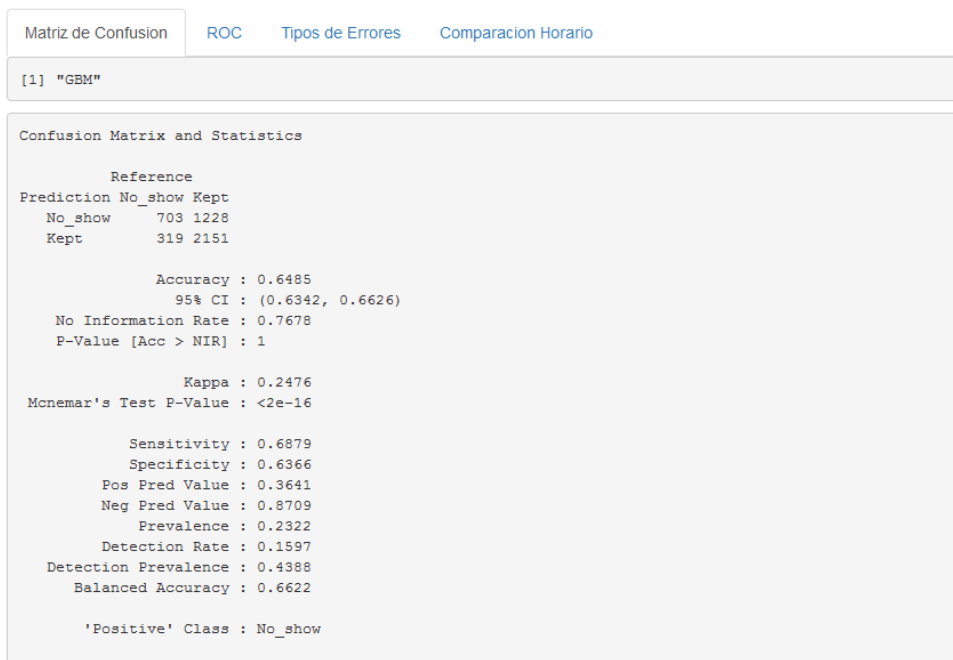 Matriz de Confusion ROC Tipos de Errores Comparacion Horario
[1] "GBM"
Confusion Matrix and Statistics
Reference
Prediction No_show Kept
No_show 703 1228
Kept 319 2151
Accuracy : 0.6485
95% CI : (0.6342, 0.6626)
No Information Rate : 0.7678
P-Value [Acc > NIR] : 1
Kappa : 0.2476
Mcnemar's Test P-Value : <2e-16
Sensitivity : 0.6879
Specificity : 0.6366
Pos Pred Value : 0.3641
Neg Pred Value : 0.8709
Prevalence : 0.2322
Detection Rate : 0.1597
Detection Prevalence : 0.4388
Balanced Accuracy : 0.6622
'Positive' Class : No_show